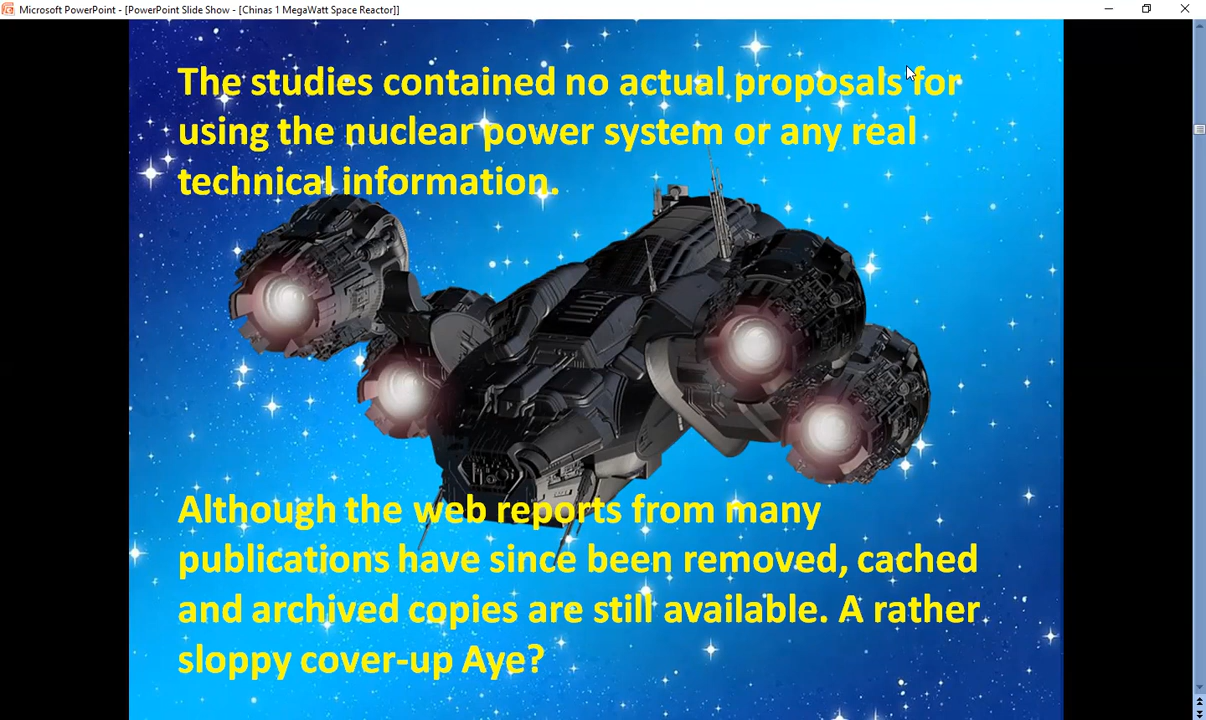 Microsoft PowerPoint - [PowerPoint Slide Show - [Chinas 1 MegaWatt Space Reactor]]
The studies contained no actual proposals for
using the nuclear power system or any real
technical information.
Although the web reports from many
publications have since been removed, cached
and archived copies are still available. A rather
sloppy cover-up Aye?